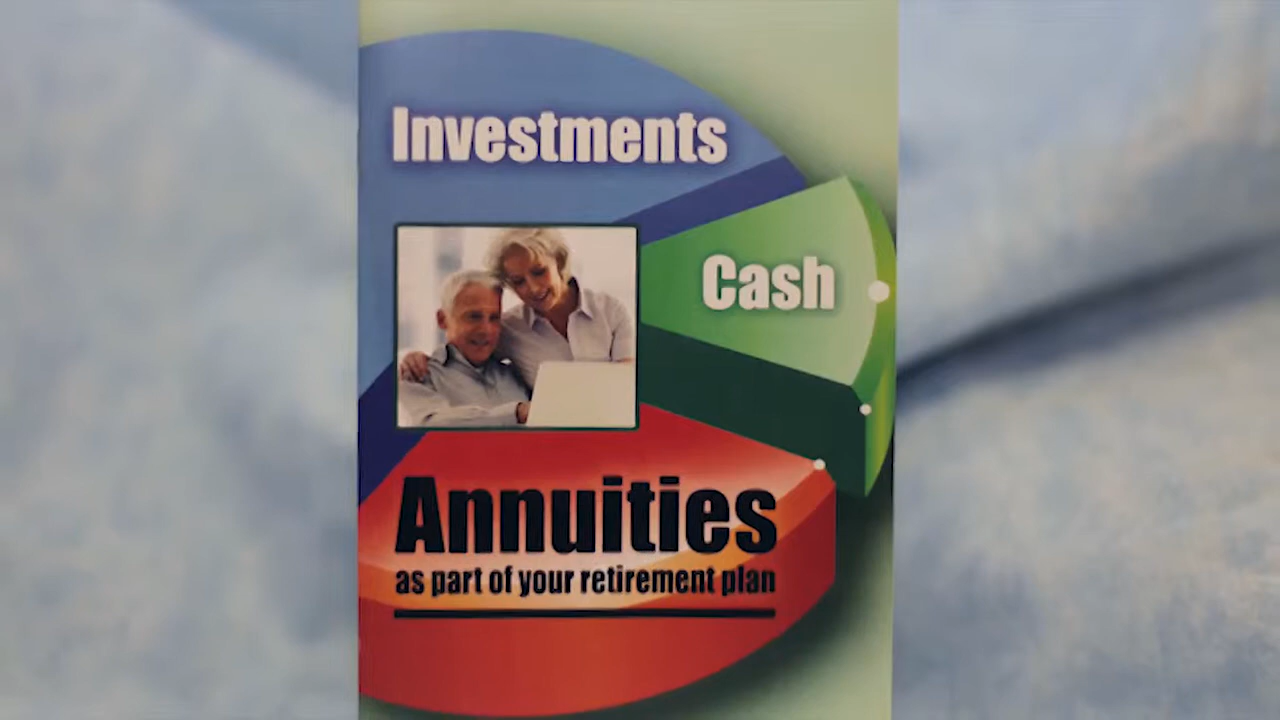 Investments
Cash
Annuities
as part of your retirement plan